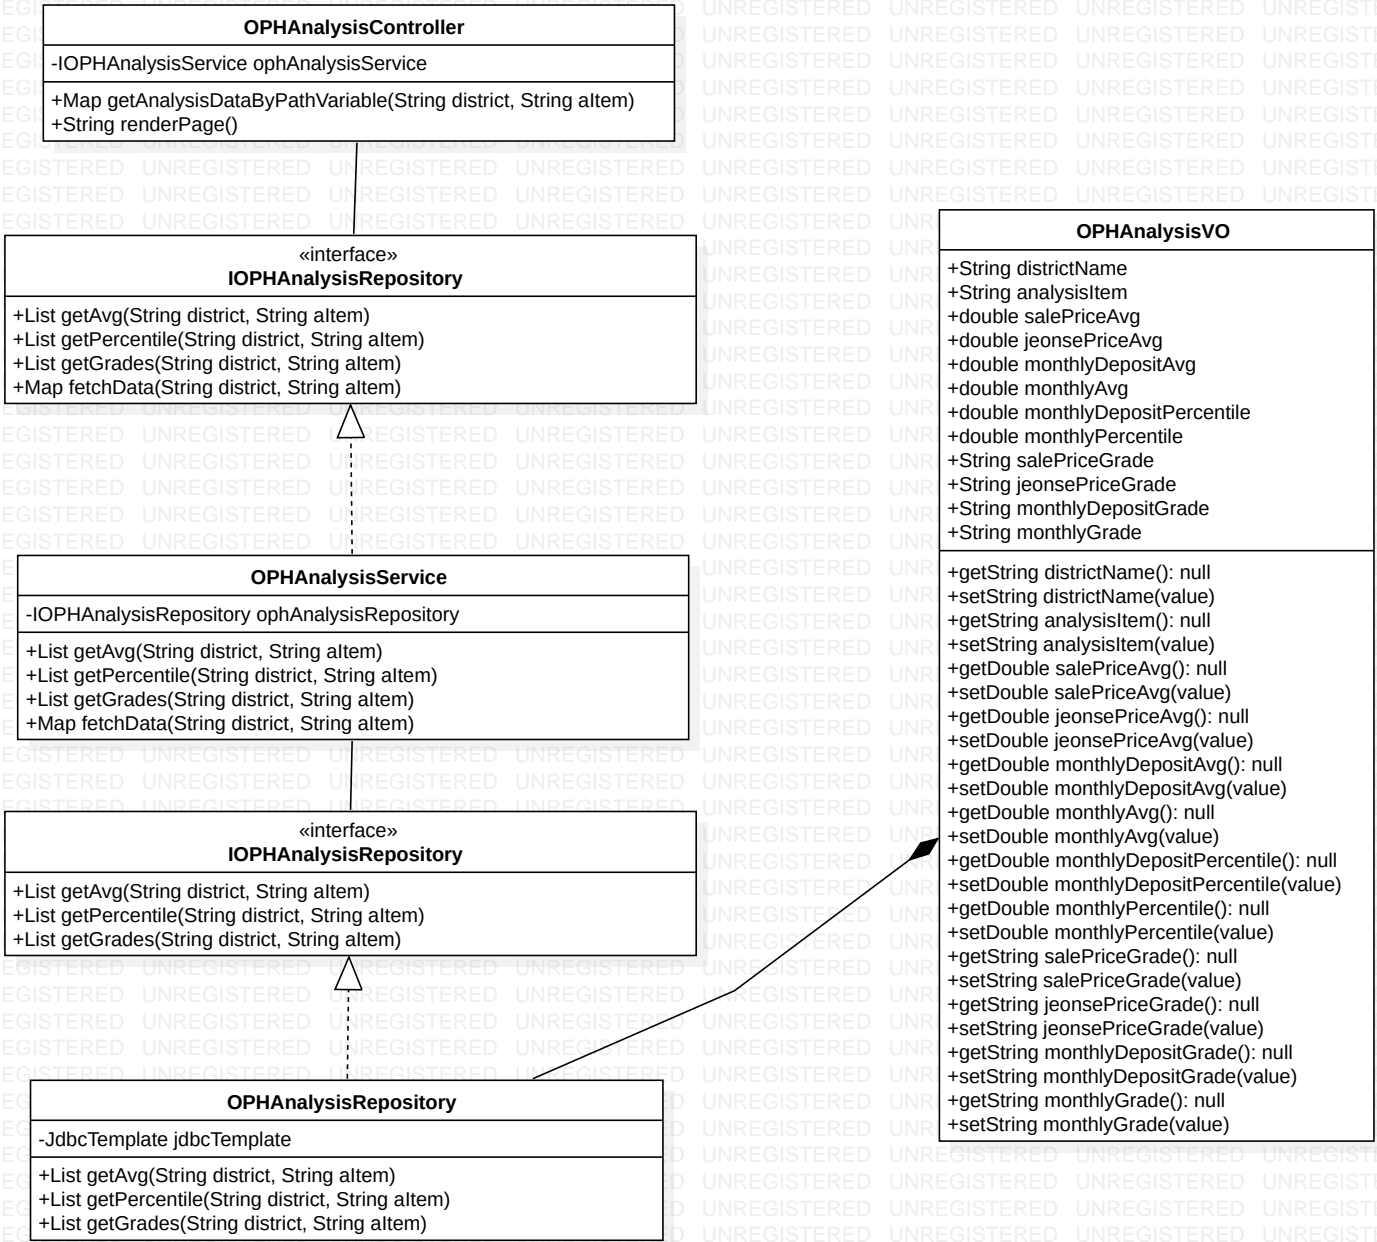 OPHAnalysisController
-IOPHAnalysisService ophAnalysisService
+Map getAnalysisDataByPathVariable(String district, String aItem)
+String renderPage()
«interface»
IOPHAnalysisRepository
+List getAvg(String district, String aItem)
+List getPercentile(String district, String aItem)
+List getGrades(String district, String aItem)
+Map fetchData(String district, String aItem)
OPHAnalysisService
-IOPHAnalysisRepository ophAnalysisRepository
+List getAvg(String district, String aItem)
+List getPercentile(String district, String aItem)
+List getGrades(String district, String aItem)
+Map fetchData(String district, String aItem)
«interface»
IOPHAnalysisRepository
+List getAvg(String district, String aItem)
+List getPercentile(String district, String aItem)
+List getGrades(String district, String aItem)
OPHAnalysisRepository
-JdbcTemplate jdbcTemplate
+List getAvg(String district, String aItem)
+List getPercentile(String district, String aItem)
+List getGrades(String district, String aItem)
OPHAnalysisVO
+String districtName
+String analysisItem
+double salePriceAvg
+double jeonsePriceAvg
+double monthlyDepositAvg
+double monthlyAvg
+double monthlyDepositPercentile
+double monthlyPercentile
+String salePriceGrade
+String jeonsePriceGrade
+String monthlyDepositGrade
+String monthlyGrade
+getString districtName(): null
+setString districtName(value)
+getString analysisItem(): null
+setString analysisItem(value)
+getDouble salePriceAvg(): null
+setDouble salePriceAvg(value)
+getDouble jeonsePriceAvg(): null
+setDouble jeonsePriceAvg(value)
+getDouble monthlyDepositAvg(): null
+setDouble monthlyDepositAvg(value)
+getDouble monthlyAvg(): null
+setDouble monthlyAvg(value)
+getDouble monthlyDepositPercentile(): null
+setDouble monthlyDepositPercentile(value)
+getDouble monthlyPercentile(): null
+setDouble monthlyPercentile(value)
+getString salePriceGrade(): null
+setString salePriceGrade(value)
+getString jeonsePriceGrade(): null
+setString jeonsePriceGrade(value)
+getString monthlyDepositGrade(): null
+setString monthlyDepositGrade(value)
+getString monthlyGrade(): null
+setString monthlyGrade(value)
UNREGISTERED